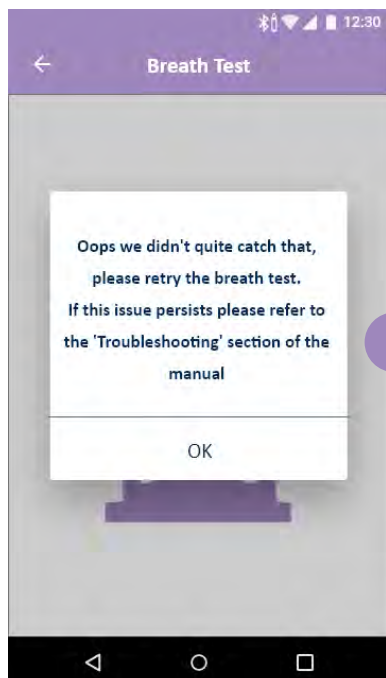 12:30
Breath Test
Oops we didn't quite catch that,
please retry the breath test.
If this issue persists please refer to
the 'Troubleshooting' section of the
manual
OK